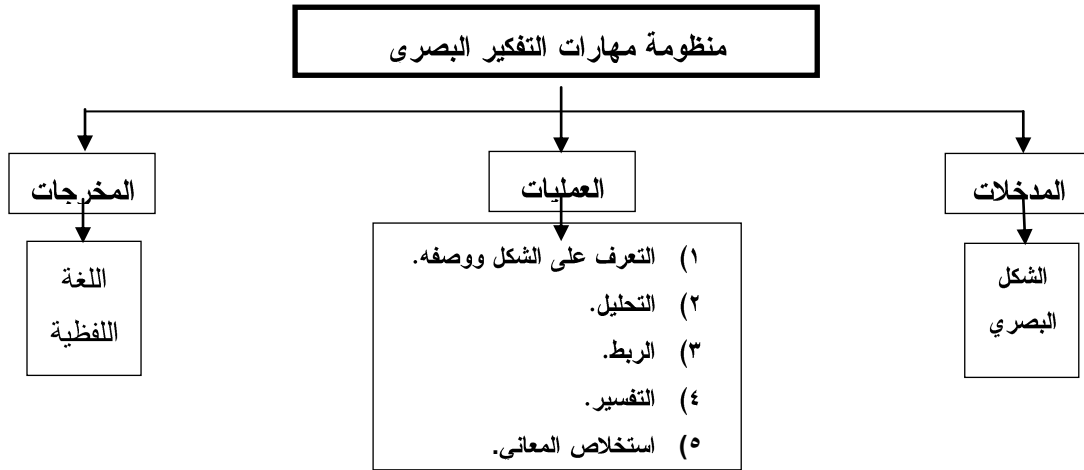 منظومة مهارات التفكير البصرى
المدخلات
العمليات
المخرجات
الشكل
البصري
١) التعرف على الشكل ووصفه.
٢) التحليل.
٣) الربط.
٤) التفسير.
٥) استخلاص المعاني.
اللغة
اللفظية